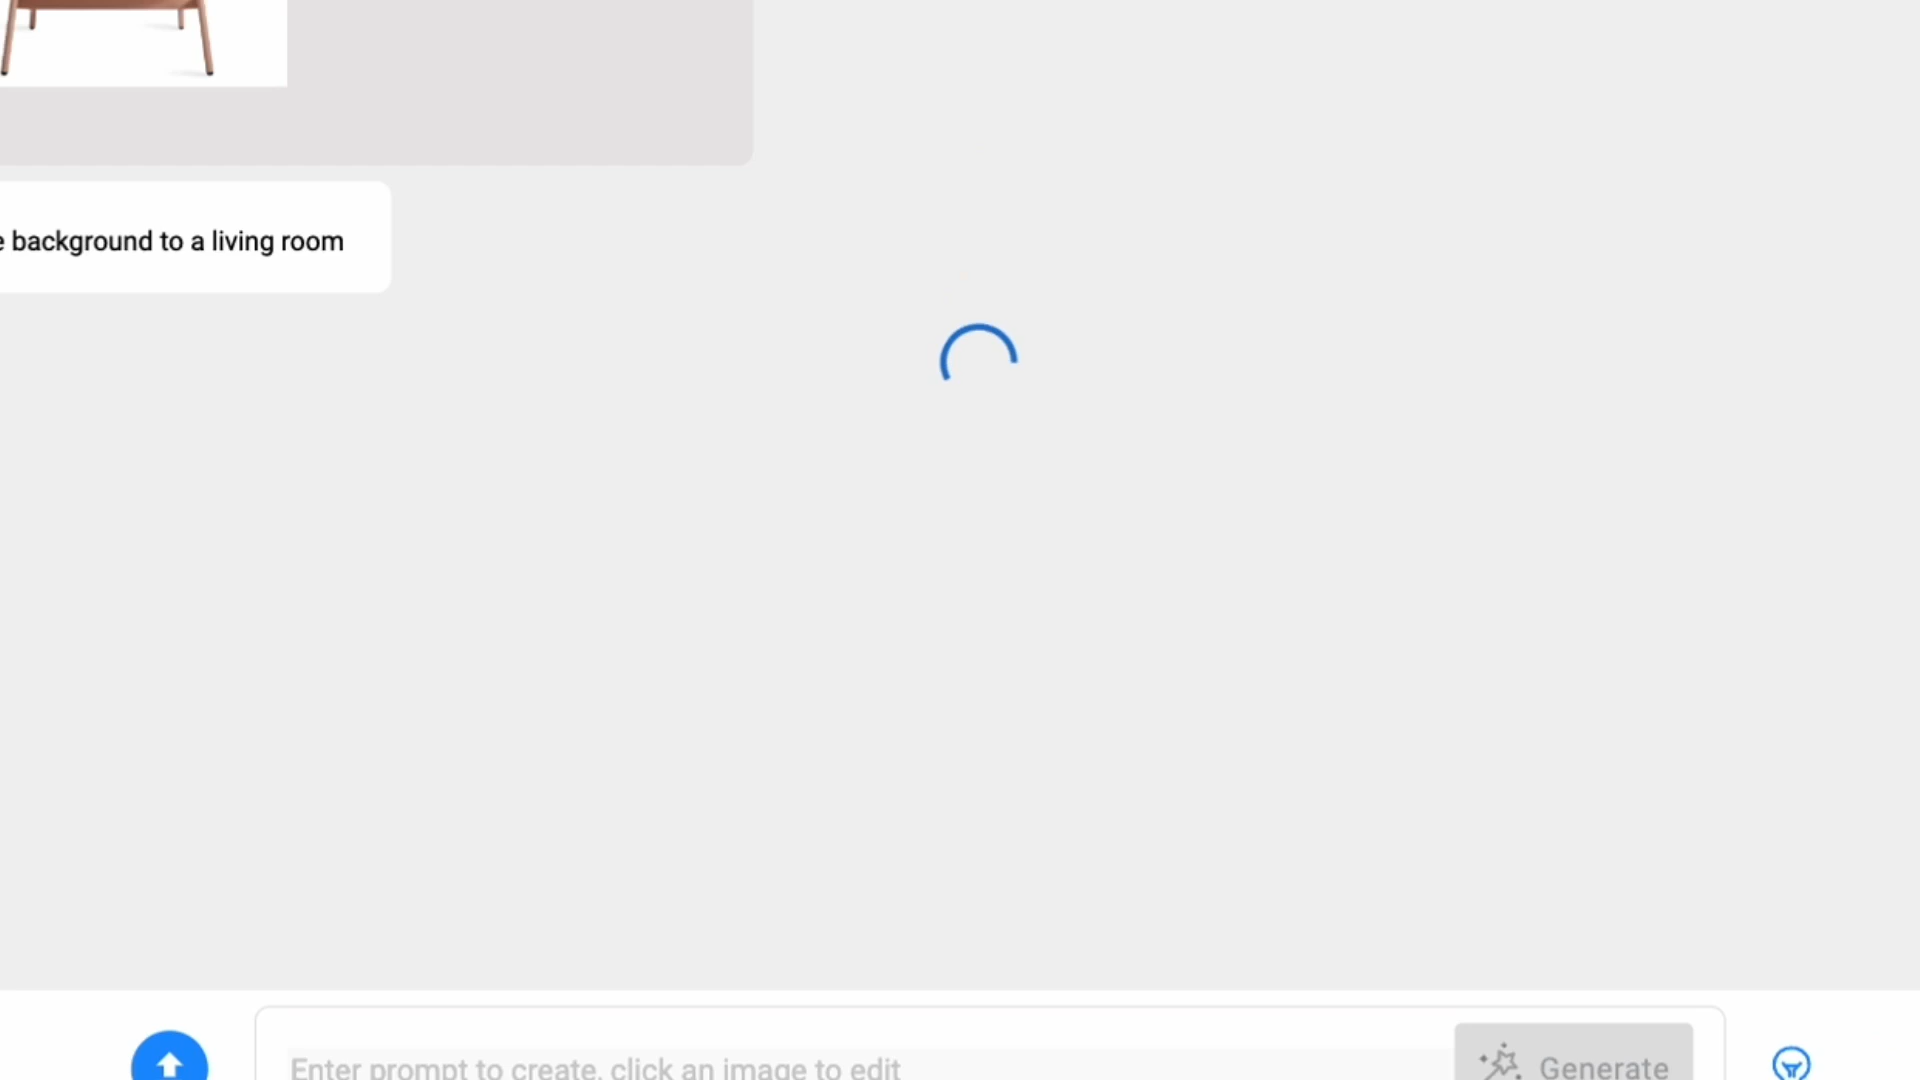 background to a living room
Enter prompt to create, click an image to edit
Generate